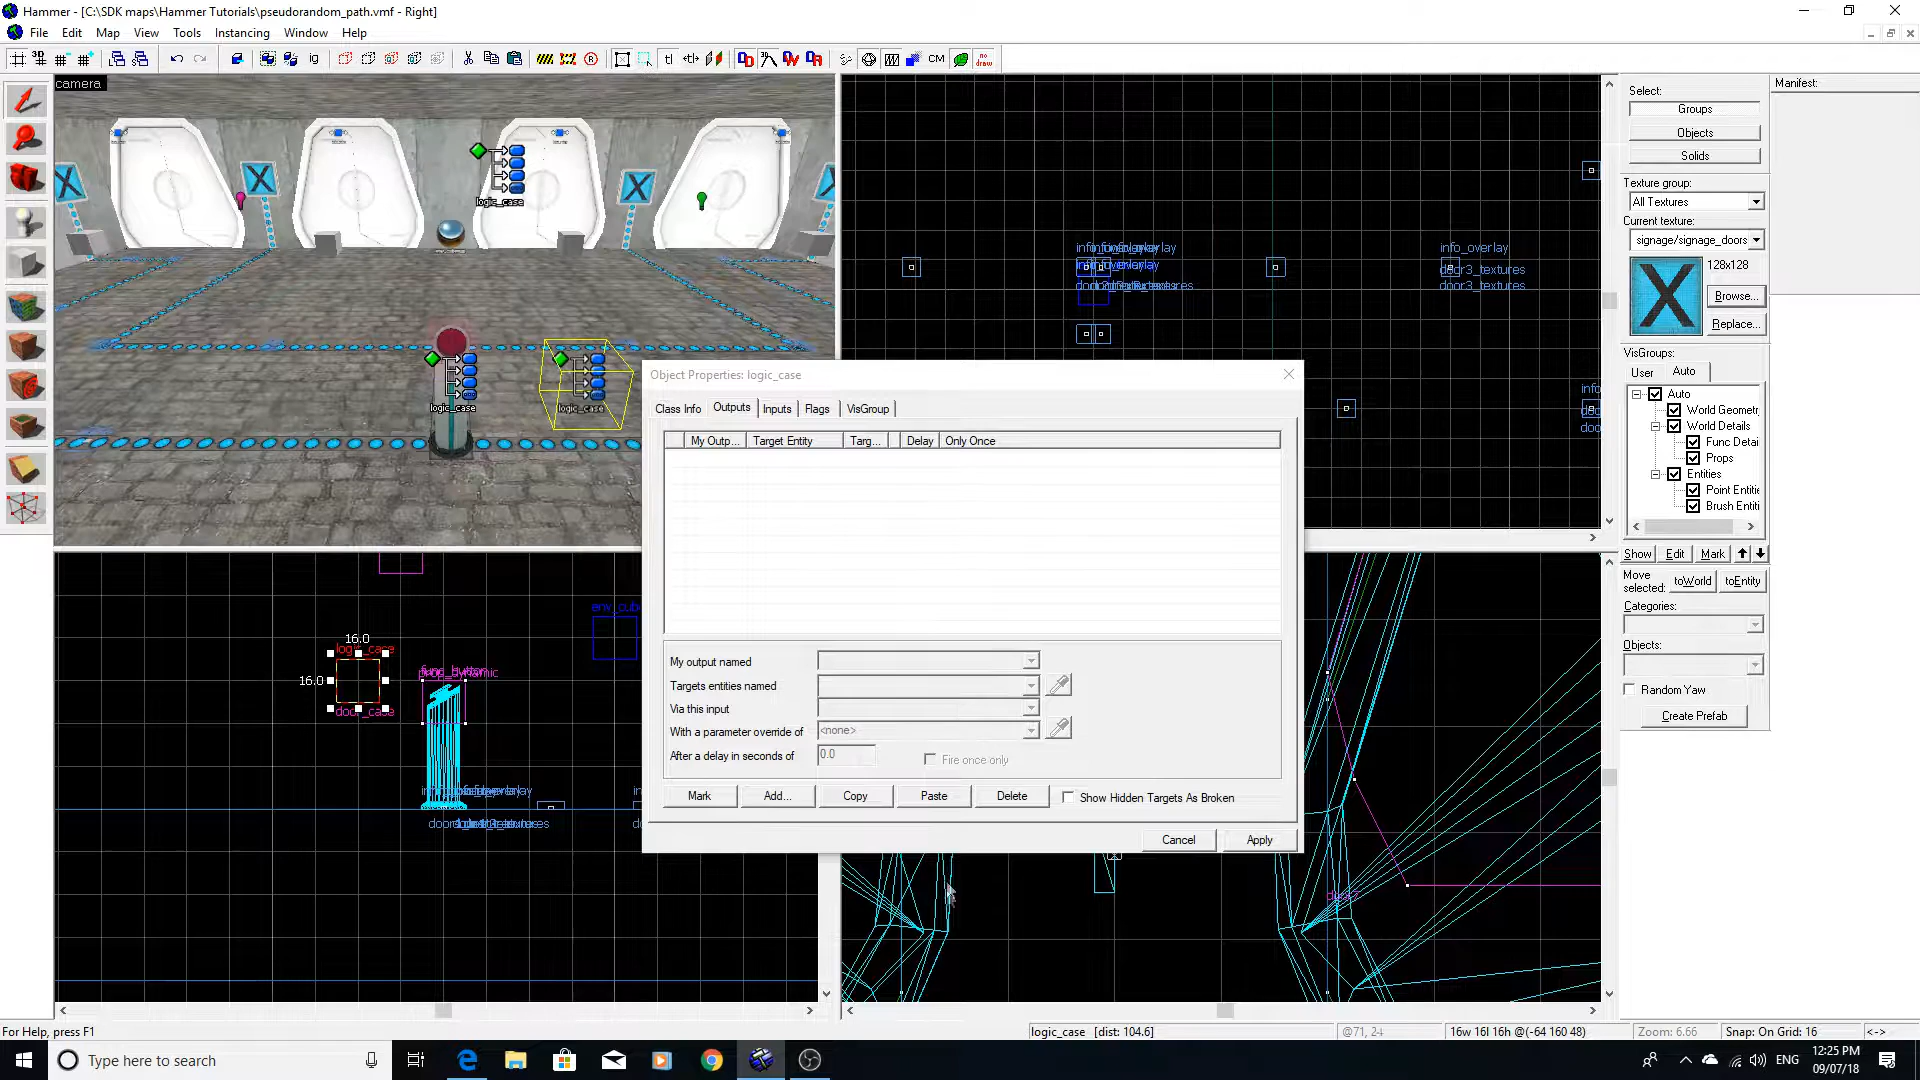 Hammer - [C:\SDK maps\Hammer Tutorials\pseudorandom_path.vmf - Right]
File Edit Map View Tools Instancing Window Help
3D ig tl CM no draw
camera
logic_case
logic_case
logic_case
info_overlay
info_overlay
door3_textures
door3_textures
16.0
logic_case
16.0
door_case
func_button
Object Properties: logic_case
Class Info Outputs Inputs Flags VisGroup
My Outp... Target Entity Targ... Delay Only Once
My output named
Targets entities named
Via this input
With a parameter override of <none>
After a delay in seconds of 0.0 Fire once only
Mark Add... Copy Paste Delete Show Hidden Targets As Broken
Cancel Apply
Select:
Groups
Objects
Solids
Texture group:
All Textures
Current texture:
signage/signage_doors
128x128
Browse...
Replace...
VisGroups:
User Auto
Auto
World Geometr
World Details
Func Detai
Props
Entities
Point Entitie
Brush Entiti
Show Edit Mark
Move selected: toWorld toEntity
Categories:
Objects:
Random Yaw
Create Prefab
Manifest:
For Help, press F1
logic_case [dist: 104.6]
16w 16l 16h @(-64 160 48)
Zoom: 6.66
Snap: On Grid: 16
<->
Type here to search
ENG
12:25 PM
09/07/18